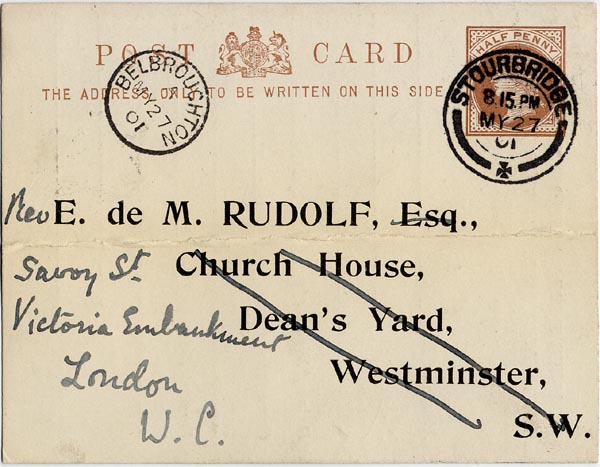 POST CARD
THE ADDRESS ONLY TO BE WRITTEN ON THIS SIDE
HALF PENNY
BELBROUGHTON
A
MY 27
01
STOURBRIDGE
8.15 PM
MY 27
01
Rev E. de M. RUDOLF, Esq.,
Savoy St. Church House,
Victoria Embankment Dean's Yard,
London Westminster,
W.C. S.W.